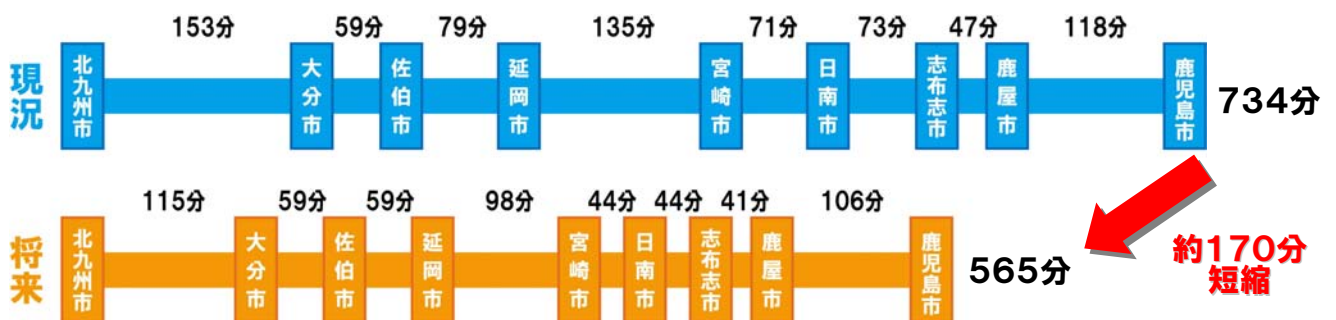 153分 59分 79分 135分 71分 73分 47分 118分
現況
北九州市 大分市 佐伯市 延岡市 宮崎市 日南市 志布志市 鹿屋市 鹿児島市 734分
115分 59分 59分 98分 44分 44分 41分 106分
将来
北九州市 大分市 佐伯市 延岡市 宮崎市 日南市 志布志市 鹿屋市 鹿児島市 565分
約170分
短縮